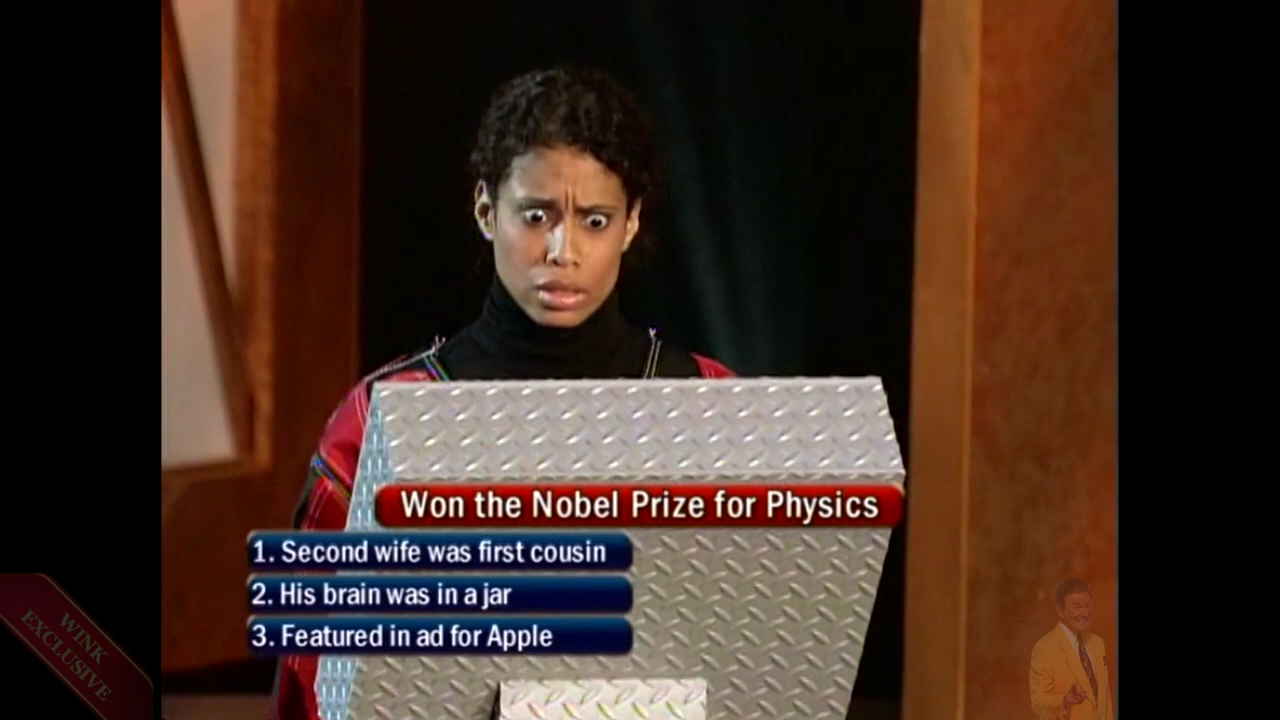 Won the Nobel Prize for Physics
1. Second wife was first cousin
2. His brain was in a jar
3. Featured in ad for Apple
WINK
EXCLUSIVE